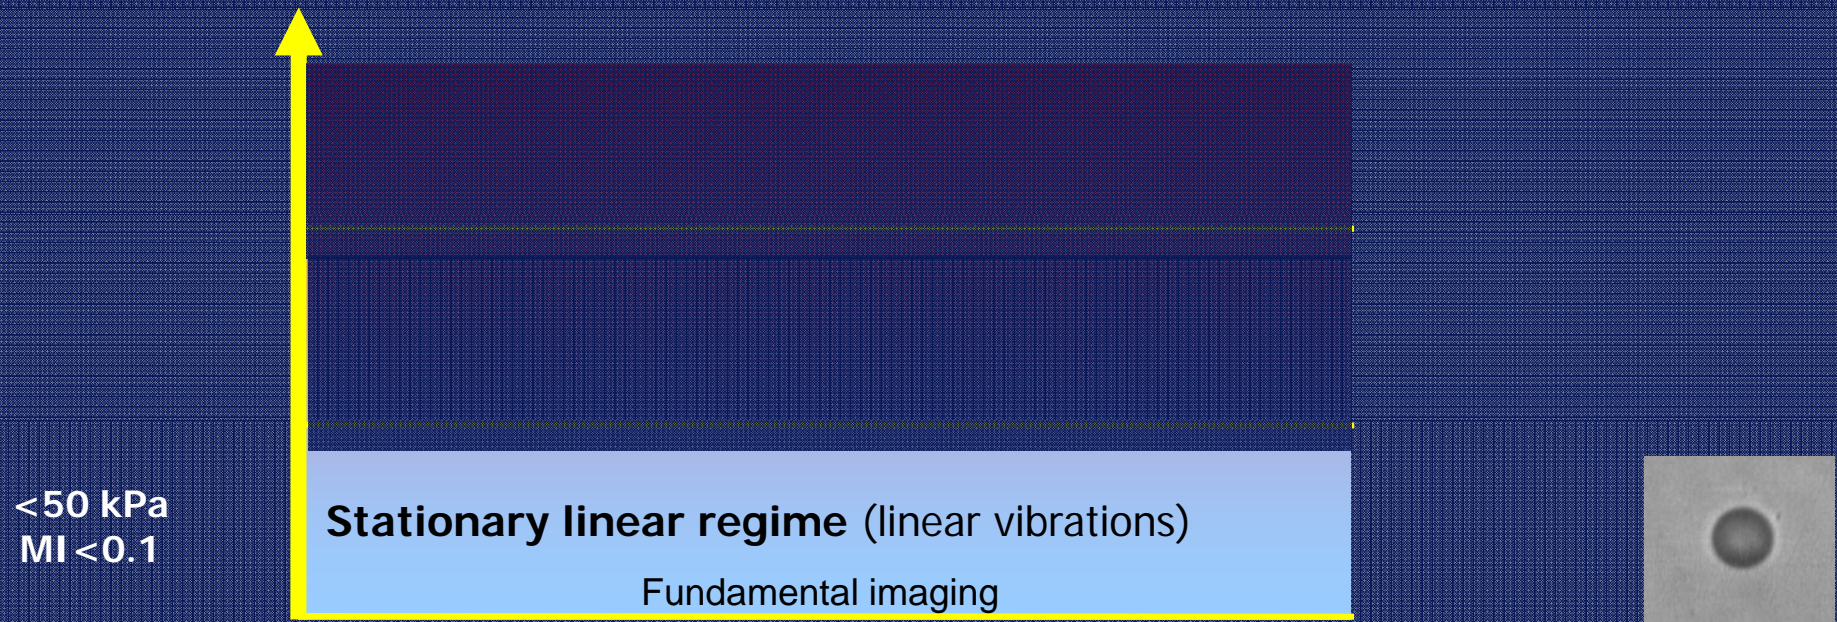 <50 kPa
MI<0.1
Stationary linear regime (linear vibrations)
Fundamental imaging